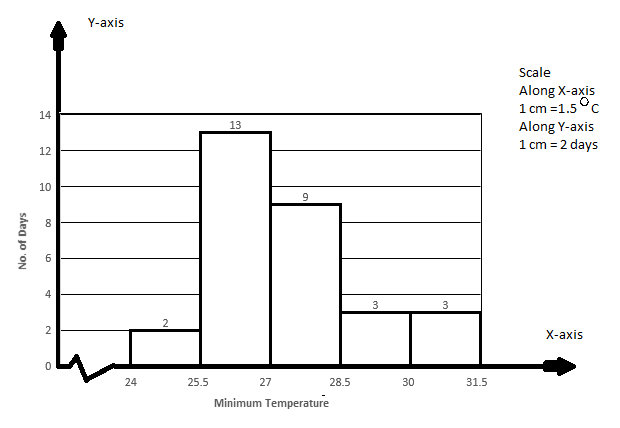 Y-axis
Scale
Along X-axis
1 cm =1.5°C
Along Y-axis
1 cm = 2 days
14
12
10
8
6
4
2
0
No. of Days
2
13
9
3
3
X-axis
24
25.5
27
28.5
30
31.5
Minimum Temperature